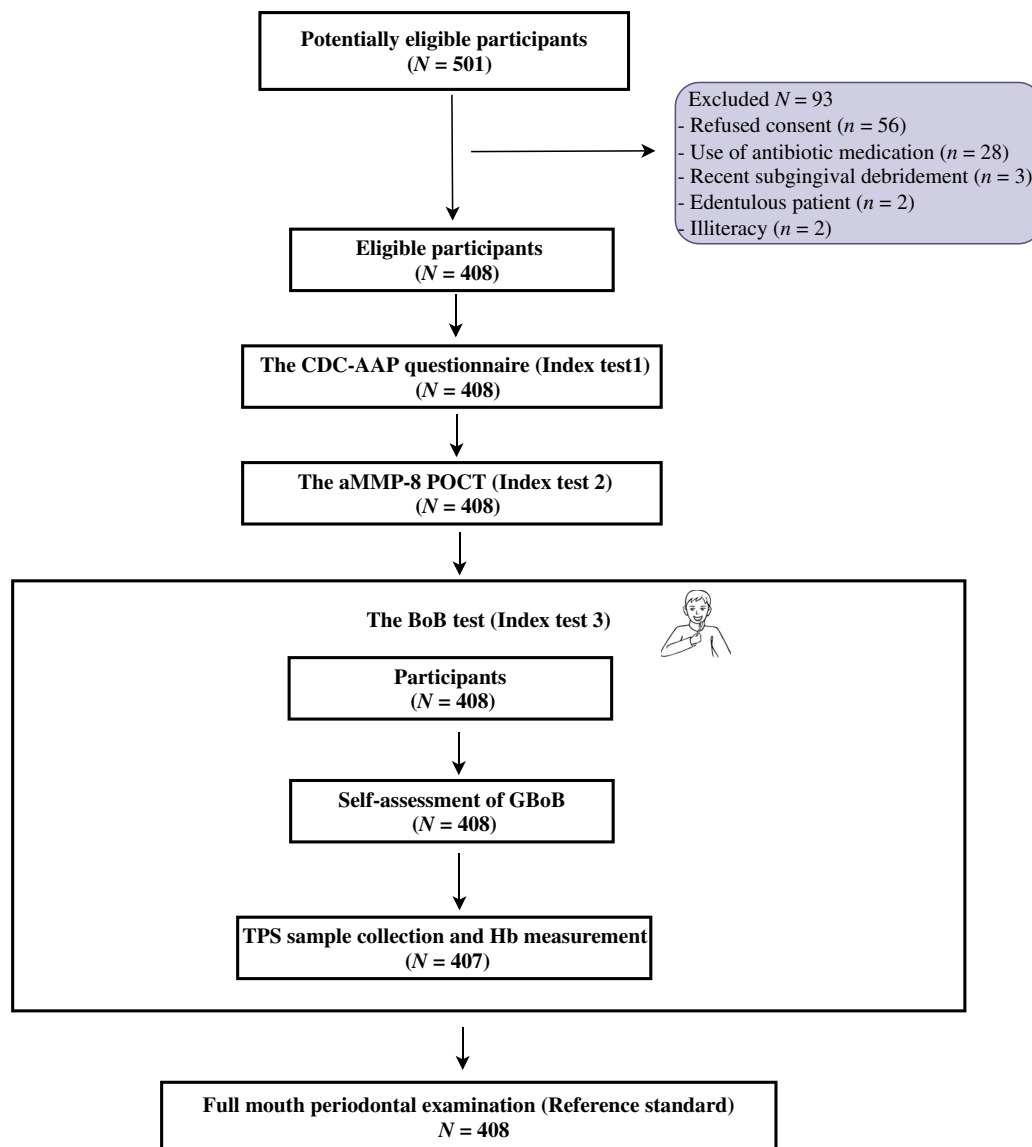 Potentially eligible participants
(N = 501)
Excluded N = 93
- Refused consent (n = 56)
- Use of antibiotic medication (n = 28)
- Recent subgingival debridement (n = 3)
- Edentulous patient (n = 2)
- Illiteracy (n = 2)
Eligible participants
(N = 408)
The CDC-AAP questionnaire (Index test1)
(N = 408)
The aMMP-8 POCT (Index test 2)
(N = 408)
The BoB test (Index test 3)
Participants
(N = 408)
Self-assessment of GBoB
(N = 408)
TPS sample collection and Hb measurement
(N = 407)
Full mouth periodontal examination (Reference standard)
N = 408